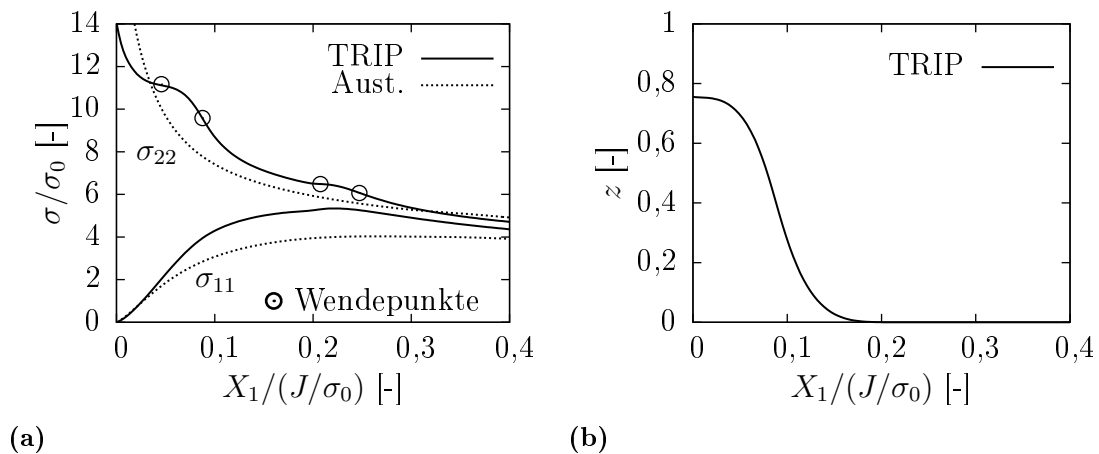 14
12
10
8
6
4
2
0
σ/σ₀ [-]
TRIP
Aust.
σ₂₂
σ₁₁
Wendepunkte
0 0,1 0,2 0,3 0,4
X₁/(J/σ₀) [-]
(a)
1
0,8
0,6
0,4
0,2
0
z [-]
TRIP
0 0,1 0,2 0,3 0,4
X₁/(J/σ₀) [-]
(b)